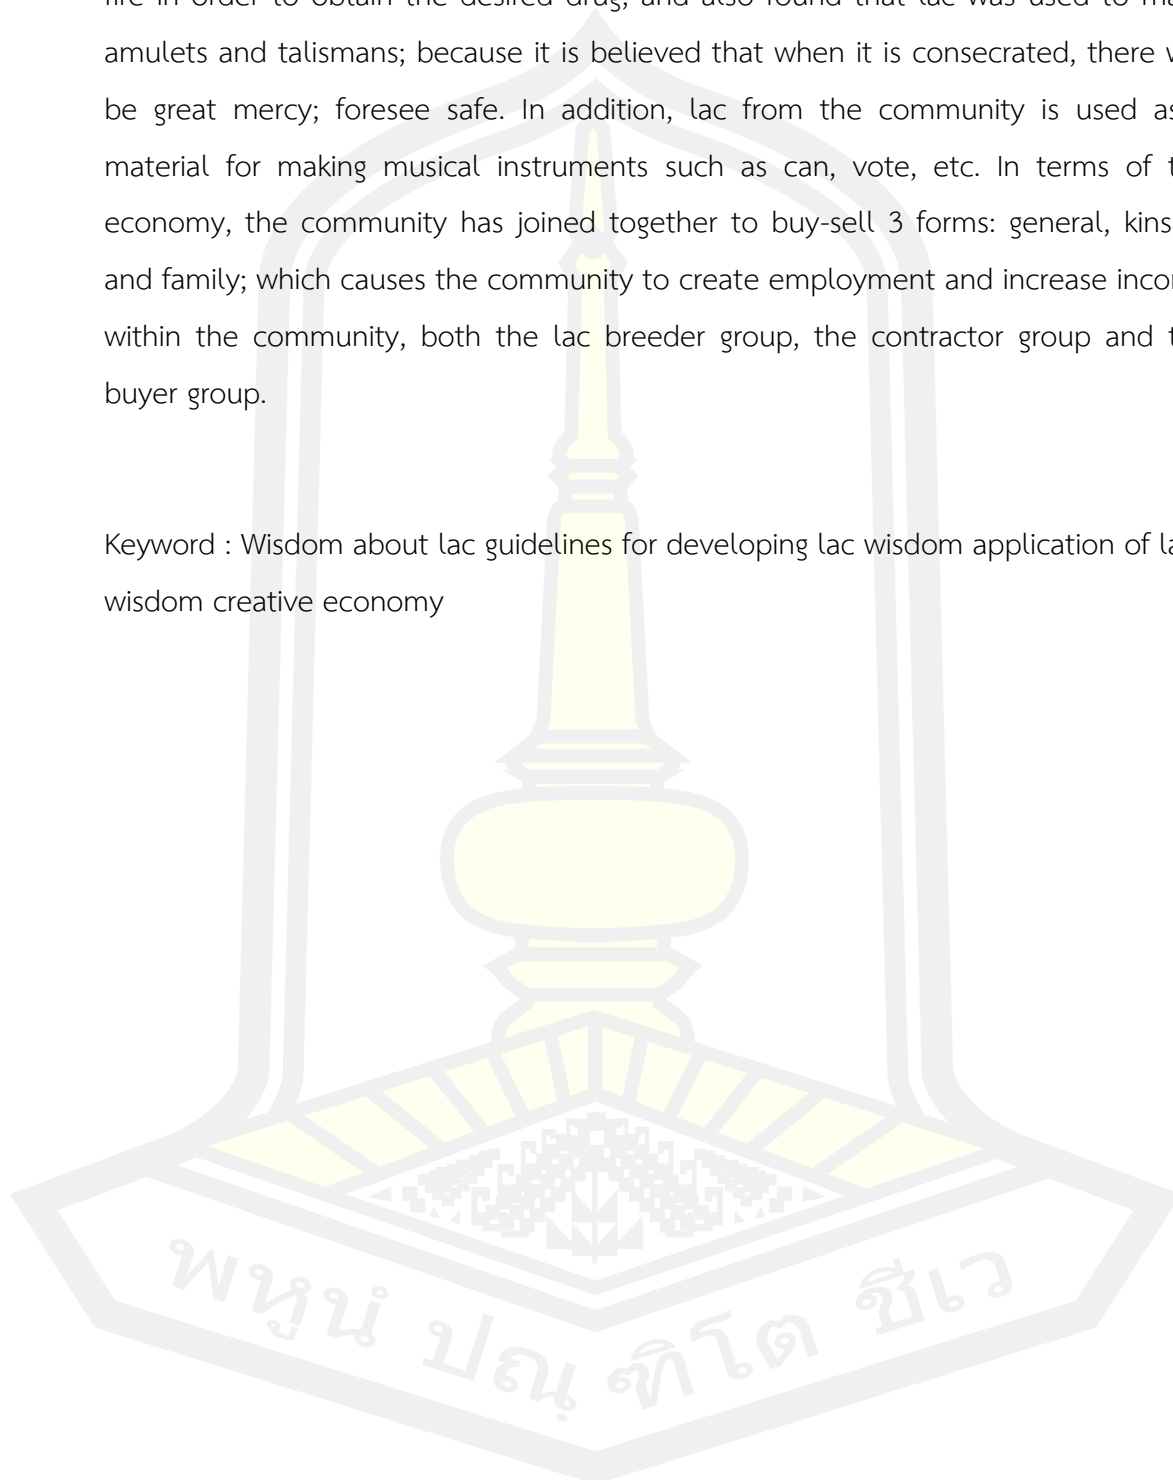 fire in order to obtain the desired drug, and also found that lac was used to
amulets and talismans; because it is believed that when it is consecrated, there
be great mercy; foresee safe. In addition, lac from the community is used as
material for making musical instruments such as can, vote, etc. In terms of
economy, the community has joined together to buy-sell 3 forms: general,
and family; which causes the community to create employment and increase
within the community, both the lac breeder group, the contractor group and
buyer group.
Keyword : Wisdom about lac guidelines for developing lac wisdom application of
wisdom creative economy
พหูนํ ปณฺฑิโต ชีเว